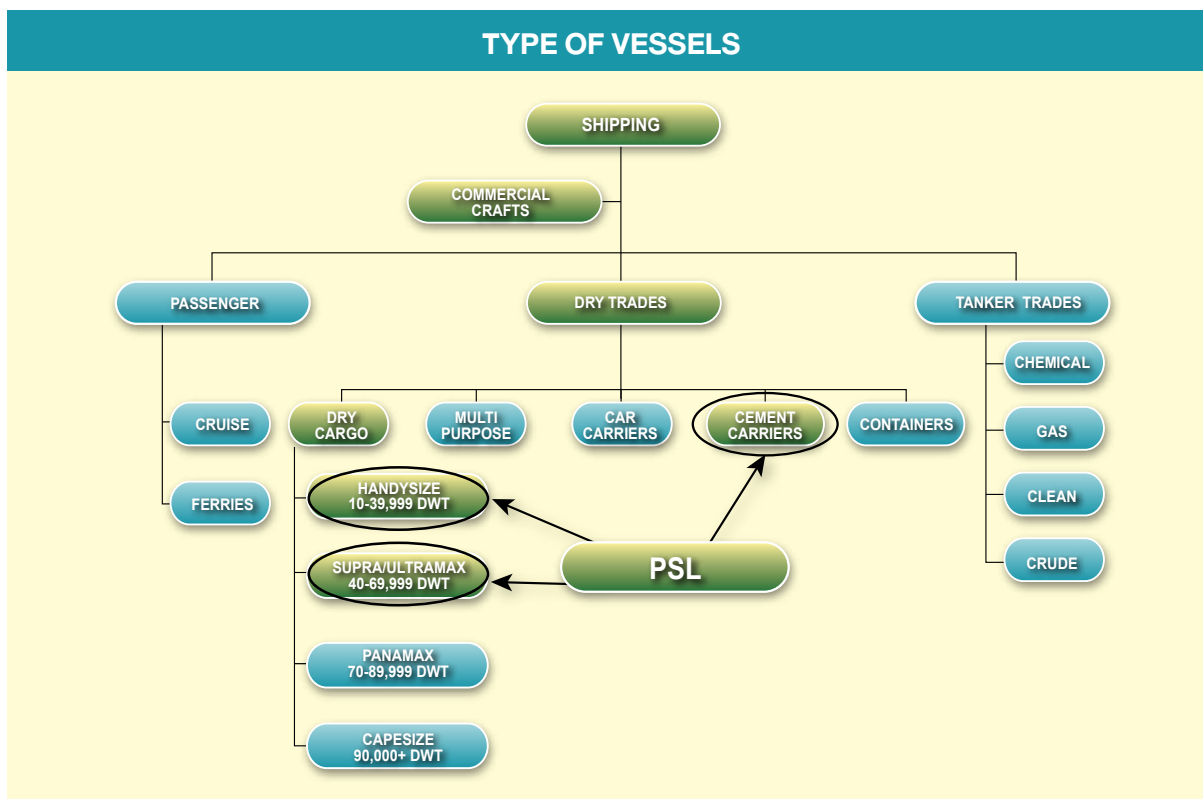 TYPE OF VESSELS
SHIPPING
COMMERCIAL
CRAFTS
PASSENGER
DRY TRADES
TANKER TRADES
CHEMICAL
GAS
CLEAN
CRUDE
CRUISE
FERRIES
DRY
CARGO
MULTI
PURPOSE
CAR
CARRIERS
CEMENT
CARRIERS
CONTAINERS
HANDYSIZE
10-39,999 DWT
SUPRA/ULTRAMAX
40-69,999 DWT
PSL
PANAMAX
70-89,999 DWT
CAPESIZE
90,000+ DWT